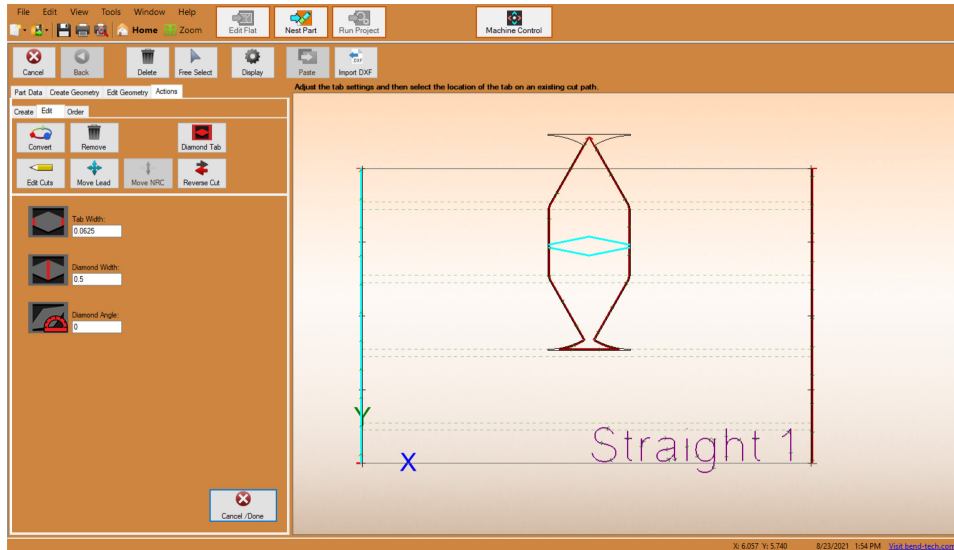 File Edit View Tools Window Help
Home Zoom
Edit Flat
Nest Part
Run Project
Machine Control
Cancel
Back
Delete
Free Select
Display
Paste
DXF
Import DXF
Part Data Create Geometry Edit Geometry Actions
Adjust the tab settings and then select the location of the tab on an existing cut path.
Create Edit Order
Convert
Remove
Diamond Tab
Edit Cuts
Move Lead
Move NRC
Reverse Cut
Tab Width:
0.0625
Diamond Width:
0.5
Diamond Angle:
0
Y
X
Straight 1
Cancel /Done
X: 6.057 Y: 5.740 8/23/2021 1:54 PM Visit bend-tech.com